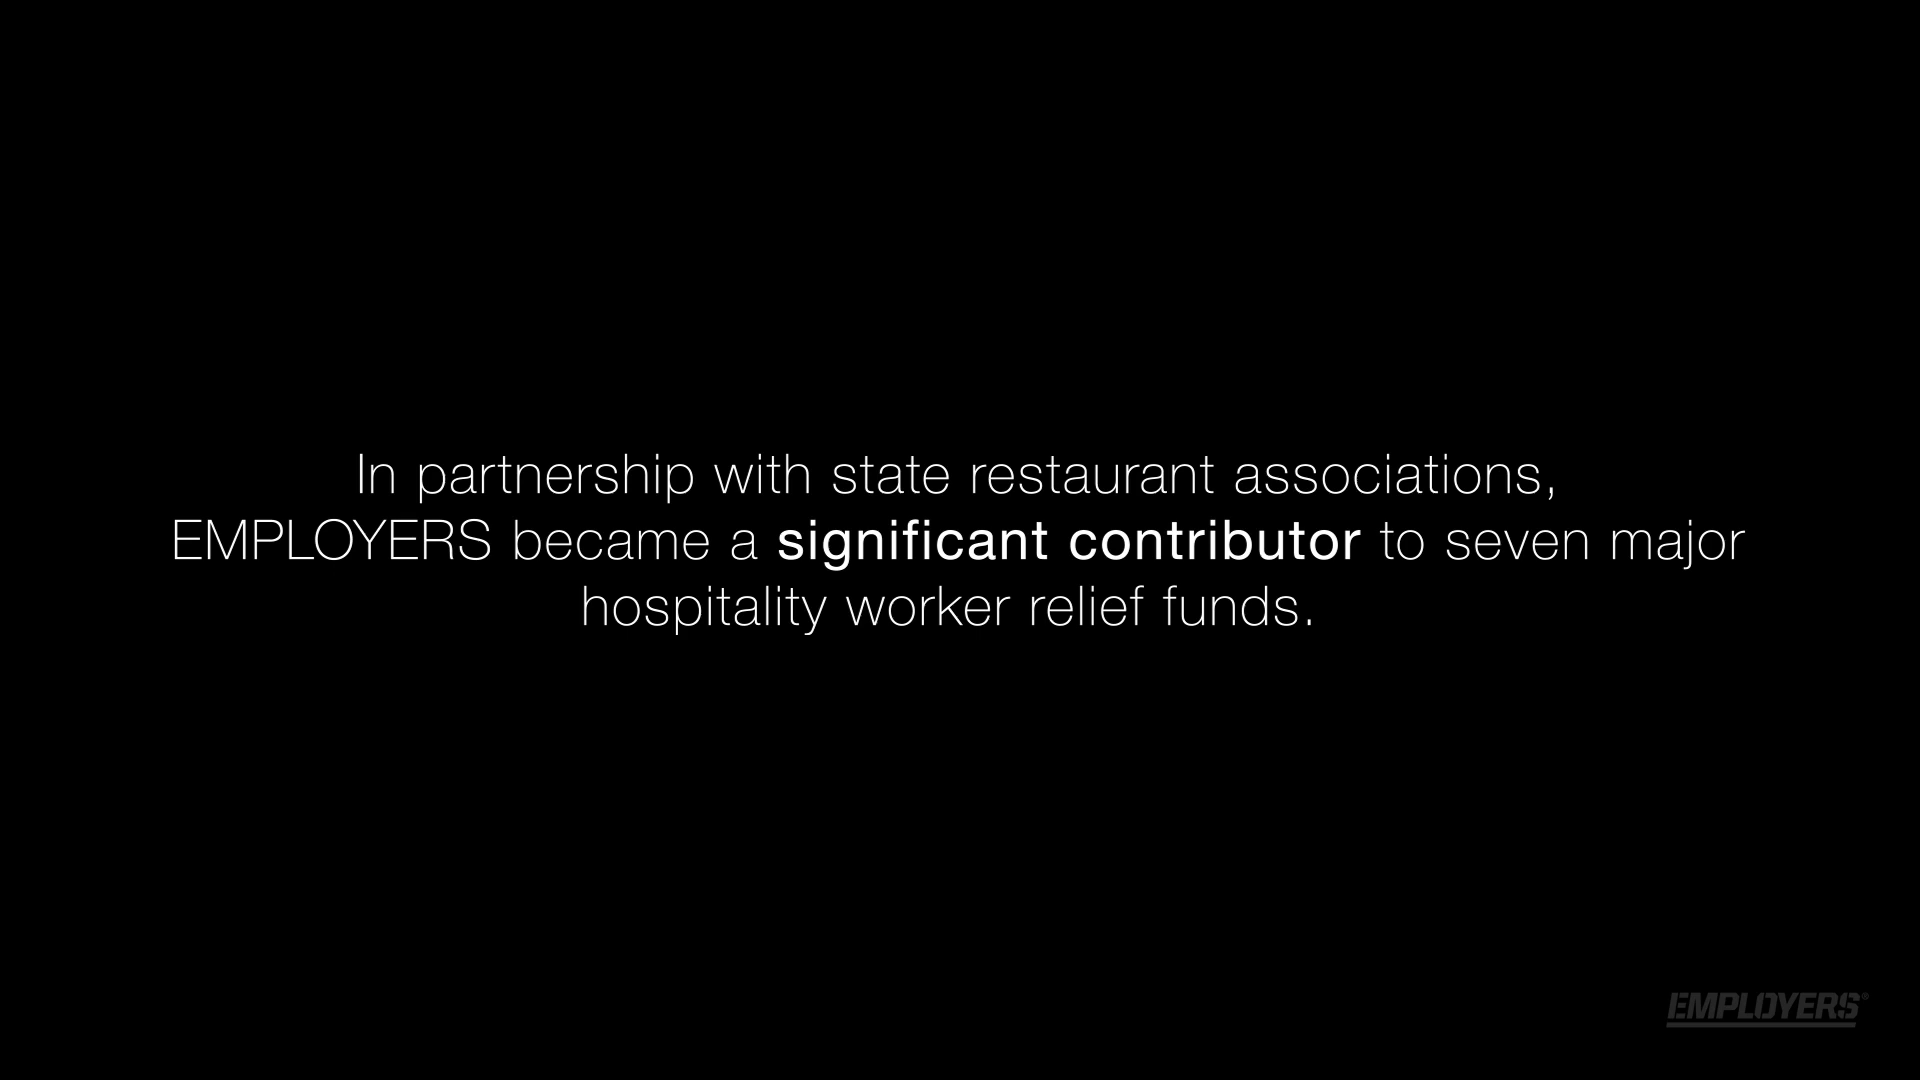 In partnership with state restaurant associations,
EMPLOYERS became a significant contributor to seven major
hospitality worker relief funds.
EMPLOYERS®